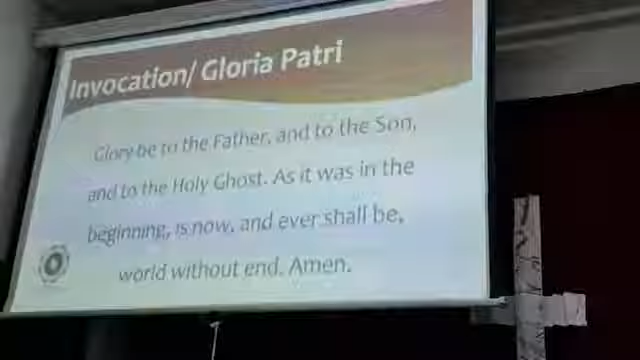 Invocation/ Gloria Patri
Glory be to the Father, and to the Son,
and to the Holy Ghost. As it was in the
beginning, is now, and ever shall be,
world without end. Amen.